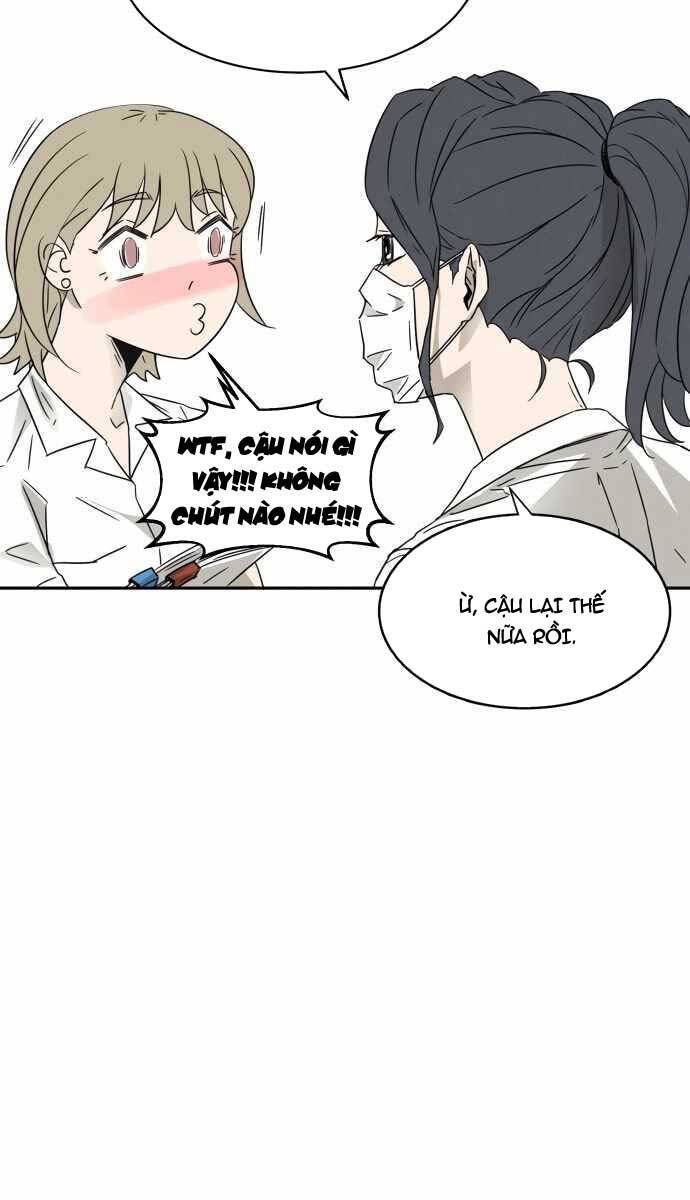 WTF, CẬU NÓI GÌ
VẬY!!! KHÔNG
CHÚT NÀO NHÉ!!!
Ừ, CẬU LẠI THẾ
NỮA RỒI.